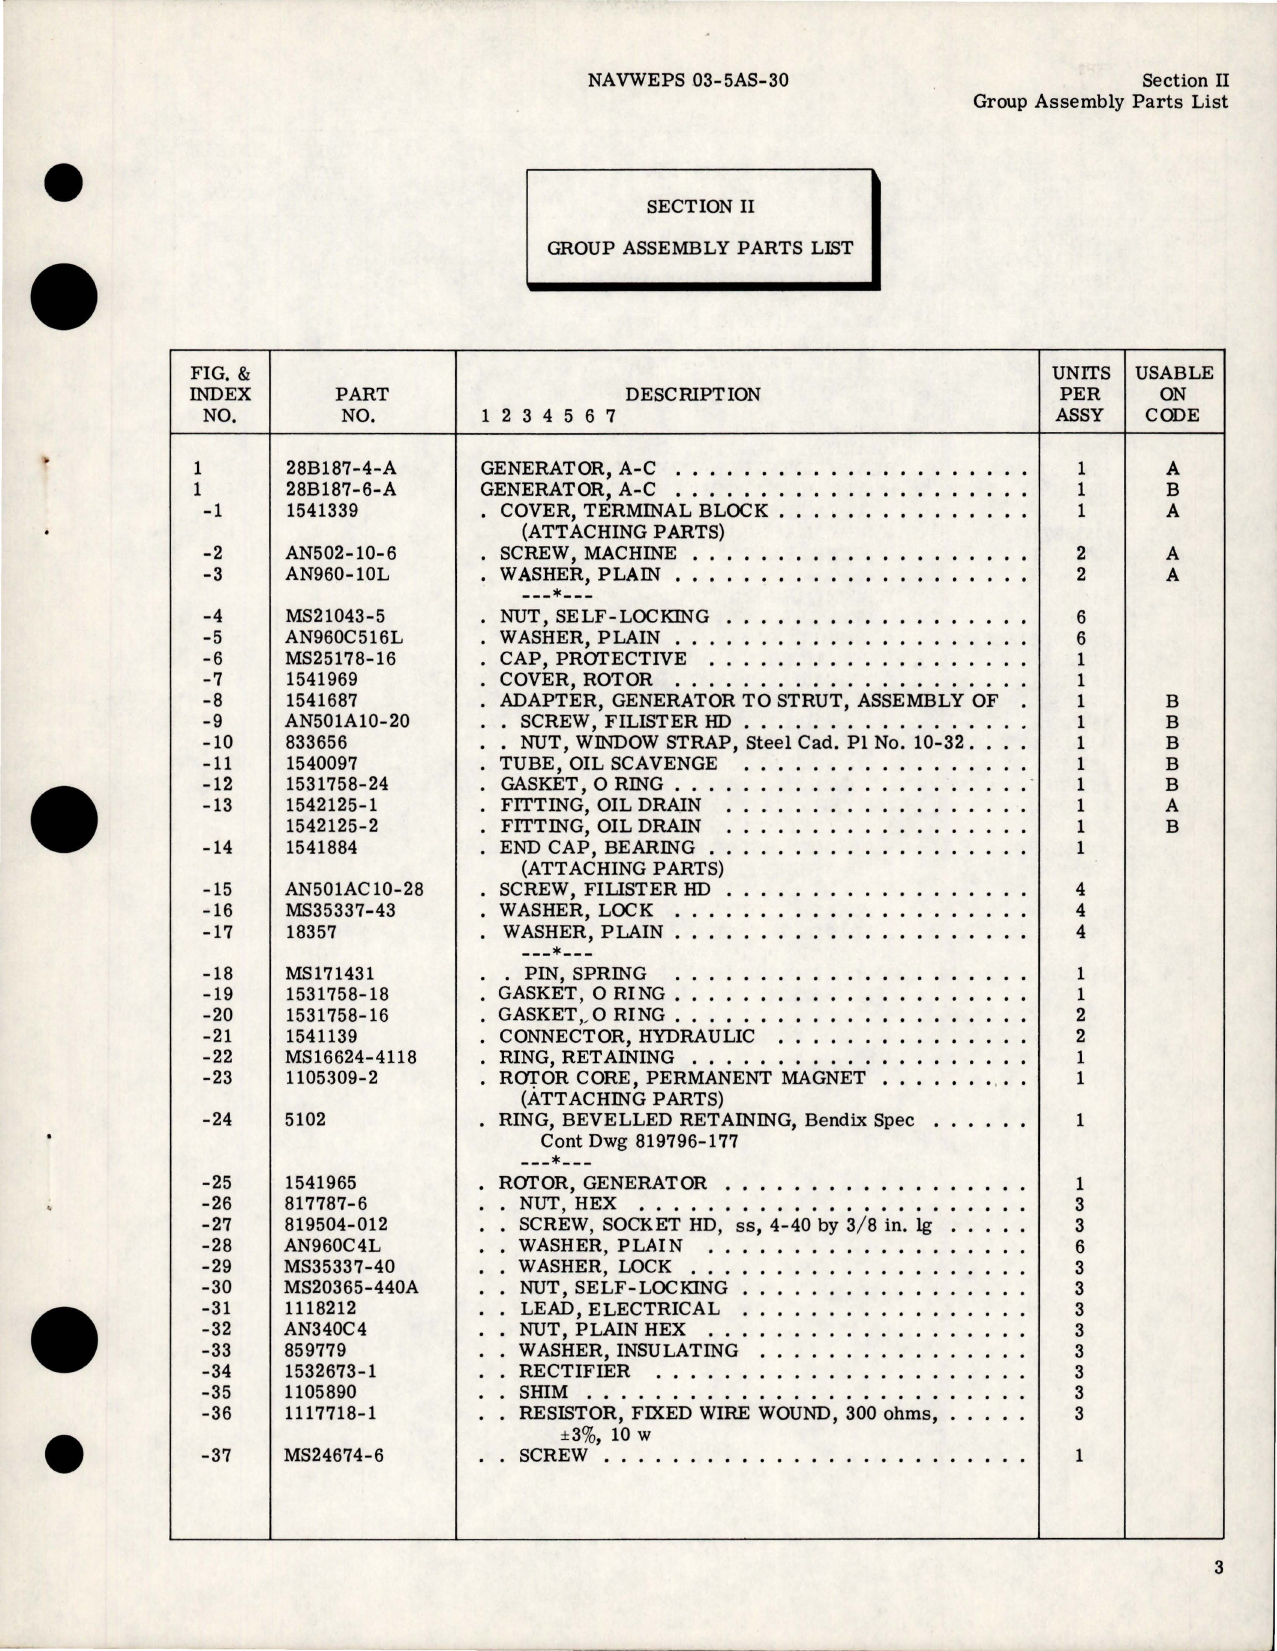 NAVWEPS 03-5AS-30
Section II
Group Assembly Parts List
SECTION II
GROUP ASSEMBLY PARTS LIST
FIG. & INDEX NO. PART NO. DESCRIPTION 1 2 3 4 5 6 7 UNITS PER ASSY USABLE ON CODE
1 28B187-4-A GENERATOR, A-C . . . . . . . . . . . . . . . . . . . . . 1 A
1 28B187-6-A GENERATOR, A-C . . . . . . . . . . . . . . . . . . . . . 1 B
-1 1541339 . COVER, TERMINAL BLOCK . . . . . . . . . . . . . . . 1 A
(ATTACHING PARTS)
-2 AN502-10-6 . SCREW, MACHINE . . . . . . . . . . . . . . . . . . . . 2 A
-3 AN960-10L . WASHER, PLAIN . . . . . . . . . . . . . . . . . . . . . 2 A
---*---
-4 MS21043-5 . NUT, SELF-LOCKING . . . . . . . . . . . . . . . . . . 6
-5 AN960C516L . WASHER, PLAIN . . . . . . . . . . . . . . . . . . . . . 6
-6 MS25178-16 . CAP, PROTECTIVE . . . . . . . . . . . . . . . . . . . 1
-7 1541969 . COVER, ROTOR . . . . . . . . . . . . . . . . . . . . . 1
-8 1541687 . ADAPTER, GENERATOR TO STRUT, ASSEMBLY OF . 1 B
-9 AN501A10-20 . . SCREW, FILISTER HD . . . . . . . . . . . . . . . . . 1 B
-10 833656 . . NUT, WINDOW STRAP, Steel Cad. Pl No. 10-32. . . . 1 B
-11 1540097 . TUBE, OIL SCAVENGE . . . . . . . . . . . . . . . . . 1 B
-12 1531758-24 . GASKET, O RING . . . . . . . . . . . . . . . . . . . . . 1 B
-13 1542125-1 . FITTING, OIL DRAIN . . . . . . . . . . . . . . . . . . 1 A
1542125-2 . FITTING, OIL DRAIN . . . . . . . . . . . . . . . . . . 1 B
-14 1541884 . END CAP, BEARING . . . . . . . . . . . . . . . . . . . 1
(ATTACHING PARTS)
-15 AN501AC10-28 . SCREW, FILISTER HD . . . . . . . . . . . . . . . . . . 4
-16 MS35337-43 . WASHER, LOCK . . . . . . . . . . . . . . . . . . . . . 4
-17 18357 . WASHER, PLAIN . . . . . . . . . . . . . . . . . . . . . 4
---*---
-18 MS171431 . . PIN, SPRING . . . . . . . . . . . . . . . . . . . . . 1
-19 1531758-18 . GASKET, O RING . . . . . . . . . . . . . . . . . . . . . 1
-20 1531758-16 . GASKET, O RING . . . . . . . . . . . . . . . . . . . . . 2
-21 1541139 . CONNECTOR, HYDRAULIC . . . . . . . . . . . . . . . 2
-22 MS16624-4118 . RING, RETAINING . . . . . . . . . . . . . . . . . . . . 1
-23 1105309-2 . ROTOR CORE, PERMANENT MAGNET . . . . . . . . . 1
(ATTACHING PARTS)
-24 5102 . RING, BEVELLED RETAINING, Bendix Spec . . . . . . 1
Cont Dwg 819796-177
---*---
-25 1541965 . ROTOR, GENERATOR . . . . . . . . . . . . . . . . . . 1
-26 817787-6 . . NUT, HEX . . . . . . . . . . . . . . . . . . . . . . . 3
-27 819504-012 . . SCREW, SOCKET HD, ss, 4-40 by 3/8 in. lg . . . . . 3
-28 AN960C4L . . WASHER, PLAIN . . . . . . . . . . . . . . . . . . . 6
-29 MS35337-40 . . WASHER, LOCK . . . . . . . . . . . . . . . . . . . . 3
-30 MS20365-440A . . NUT, SELF-LOCKING . . . . . . . . . . . . . . . . . 3
-31 1118212 . . LEAD, ELECTRICAL . . . . . . . . . . . . . . . . . 3
-32 AN340C4 . . NUT, PLAIN HEX . . . . . . . . . . . . . . . . . . . 3
-33 859779 . . WASHER, INSULATING . . . . . . . . . . . . . . . . 3
-34 1532673-1 . . RECTIFIER . . . . . . . . . . . . . . . . . . . . . . 3
-35 1105890 . . SHIM . . . . . . . . . . . . . . . . . . . . . . . . . . 3
-36 1117718-1 . . RESISTOR, FIXED WIRE WOUND, 300 ohms, . . . . . 3
±3%, 10 w
-37 MS24674-6 . . SCREW . . . . . . . . . . . . . . . . . . . . . . . . . 1
3